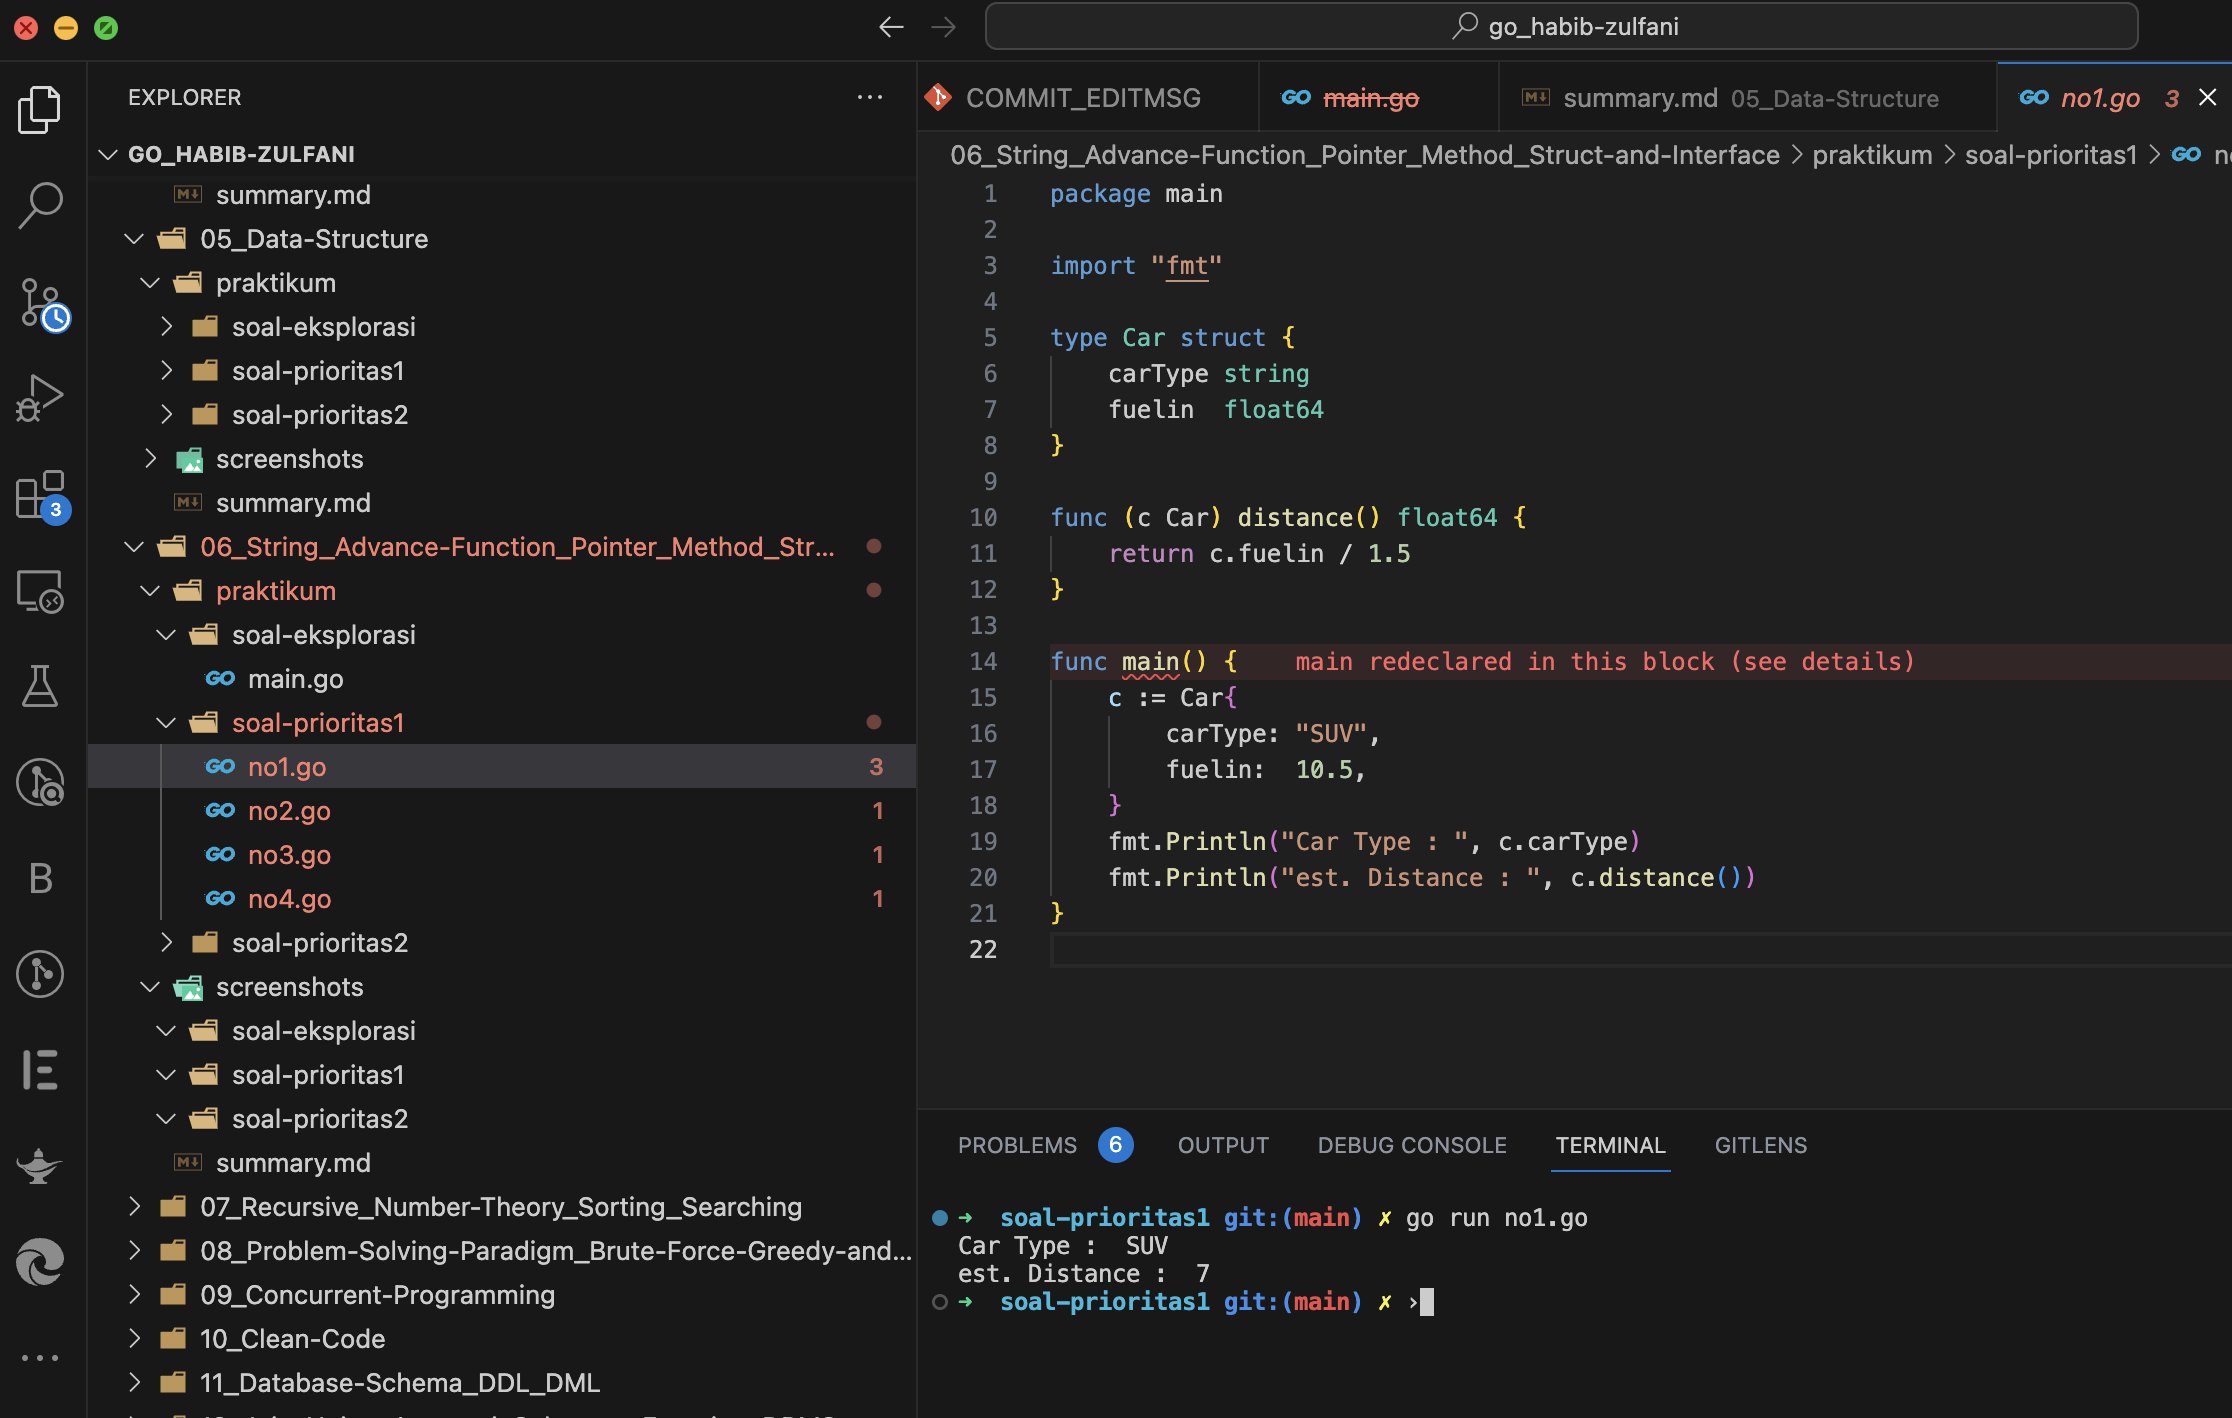 go_habib-zulfani
EXPLORER
GO_HABIB-ZULFANI
summary.md
05_Data-Structure
praktikum
soal-eksplorasi
soal-prioritas1
soal-prioritas2
screenshots
summary.md
06_String_Advance-Function_Pointer_Method_Str...
praktikum
soal-eksplorasi
main.go
soal-prioritas1
no1.go 3
no2.go 1
no3.go 1
no4.go 1
soal-prioritas2
screenshots
soal-eksplorasi
soal-prioritas1
soal-prioritas2
summary.md
07_Recursive_Number-Theory_Sorting_Searching
08_Problem-Solving-Paradigm_Brute-Force-Greedy-and...
09_Concurrent-Programming
10_Clean-Code
11_Database-Schema_DDL_DML
3
B
COMMIT_EDITMSG main.go summary.md 05_Data-Structure no1.go 3
06_String_Advance-Function_Pointer_Method_Struct-and-Interface > praktikum > soal-prioritas1 >
1 package main
2
3 import "fmt"
4
5 type Car struct {
6 carType string
7 fuelin float64
8 }
9
10 func (c Car) distance() float64 {
11 return c.fuelin / 1.5
12 }
13
14 func main() { main redeclared in this block (see details)
15 c := Car{
16 carType: "SUV",
17 fuelin: 10.5,
18 }
19 fmt.Println("Car Type : ", c.carType)
20 fmt.Println("est. Distance : ", c.distance())
21 }
22
PROBLEMS 6 OUTPUT DEBUG CONSOLE TERMINAL GITLENS
➜ soal-prioritas1 git:(main) ✗ go run no1.go
Car Type :  SUV
est. Distance :  7
➜ soal-prioritas1 git:(main) ✗ ›